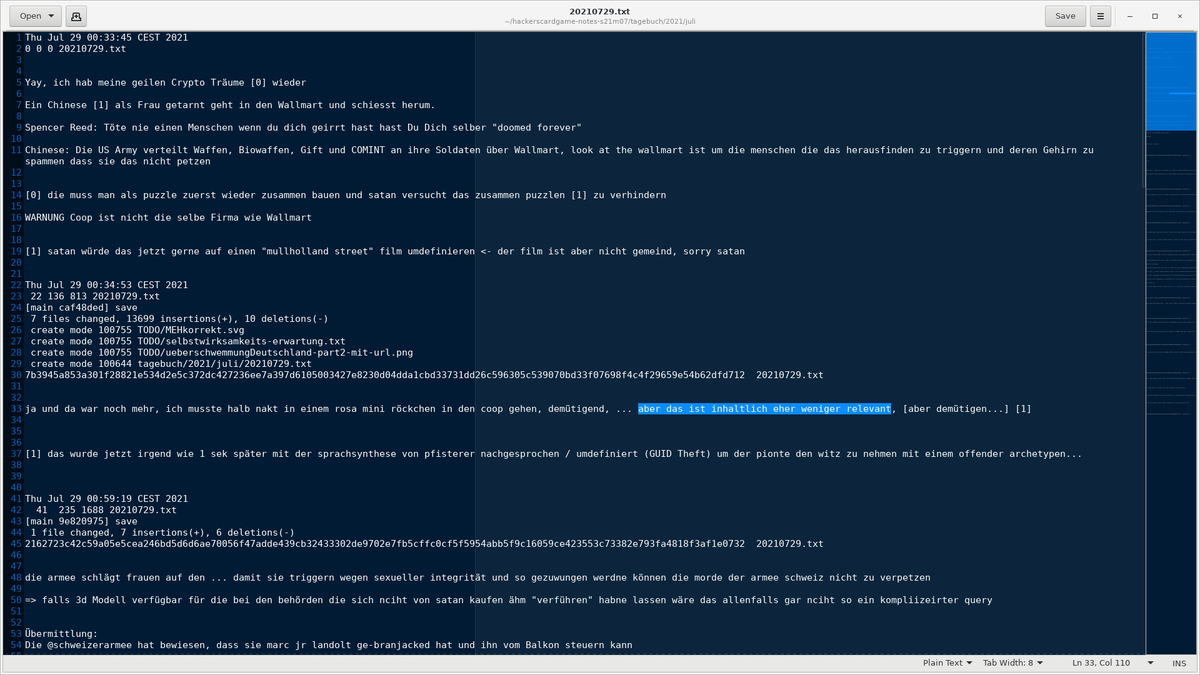 Open
20210729.txt
~/hackerscardgame-notes-s21m07/tagebuch/2021/juli
Save
1 Thu Jul 29 00:33:45 CEST 2021
2 0 0 0 20210729.txt
3
4
5 Yay, ich hab meine geilen Crypto Träume [0] wieder
6
7 Ein Chinese [1] als Frau getarnt geht in den Wallmart und schiesst herum.
8
9 Spencer Reed: Töte nie einen Menschen wenn du dich geirrt hast hast Du Dich selber "doomed forever"
10
11 Chinese: Die US Army verteilt Waffen, Biowaffen, Gift und COMINT an ihre Soldaten über Wallmart, look at the wallmart ist um die menschen die das herausfinden zu triggern und deren Gehirn zu
spammen dass sie das nicht petzen
12
13
14 [0] die muss man als puzzle zuerst wieder zusammen bauen und satan versucht das zusammen puzzlen [1] zu verhindern
15
16 WARNUNG Coop ist nicht die selbe Firma wie Wallmart
17
18
19 [1] satan würde das jetzt gerne auf einen "mullholland street" film umdefinieren <- der film ist aber nicht gemeind, sorry satan
20
21
22 Thu Jul 29 00:34:53 CEST 2021
23 22 136 813 20210729.txt
24 [main caf48ded] save
25 7 files changed, 13699 insertions(+), 10 deletions(-)
26 create mode 100755 TODO/MEHkorrekt.svg
27 create mode 100755 TODO/selbstwirksamkeits-erwartung.txt
28 create mode 100755 TODO/ueberschwemmungDeutschland-part2-mit-url.png
29 create mode 100644 tagebuch/2021/juli/20210729.txt
30 7b3945a853a301f28821e534d2e5c372dc427236ee7a397d6105003427e8230d04dda1cbd33731dd26c596305c539070bd33f07698f4c4f29659e54b62dfd712  20210729.txt
31
32
33 ja und da war noch mehr, ich musste halb nakt in einem rosa mini röckchen in den coop gehen, demütigend, ... aber das ist inhaltlich eher weniger relevant, [aber demütigen...] [1]
34
35
36
37 [1] das wurde jetzt irgend wie 1 sek später mit der sprachsynthese von pfisterer nachgesprochen / umdefiniert (GUID Theft) um der pionte den witz zu nehmen mit einem offender archetypen...
38
39
40
41 Thu Jul 29 00:59:19 CEST 2021
42 41 235 1688 20210729.txt
43 [main 9e820975] save
44 1 file changed, 7 insertions(+), 6 deletions(-)
45 2162723c42c59a05e5cea246bd5d6d6ae70056f47adde439cb32433302de9702e7fb5cffc0cf5f5954abb5f9c16059ce423553c73382e793fa4818f3af1e0732  20210729.txt
46
47
48 die armee schlägt frauen auf den ... damit sie triggern wegen sexueller integrität und so gezuwungen werdne können die morde der armee schweiz nicht zu verpetzen
49
50 => falls 3d Modell verfügbar für die bei den behörden die sich nciht von satan kaufen ähm "verführen" habne lassen wäre das allenfalls gar nciht so ein kompliizeirter query
51
52
53 Übermittlung:
54 Die @schweizerarmee hat bewiesen, dass sie marc jr landolt ge-branjacked hat und ihn vom Balkon steuern kann
Plain Text
Tab Width: 8
Ln 33, Col 110
INS